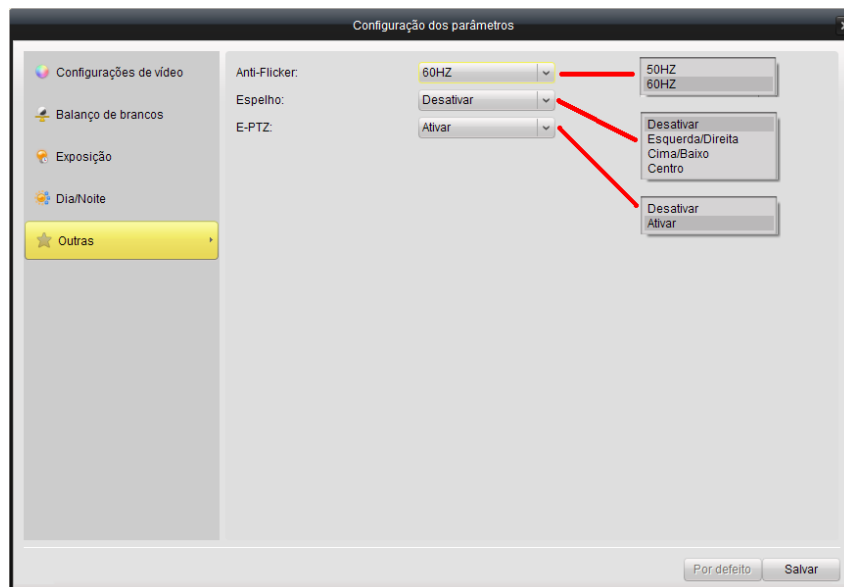 Configuração dos parâmetros
Configurações de vídeo
Balanço de brancos
Exposição
Dia/Noite
Outras
Anti-Flicker: 60HZ
Espelho: Desativar
E-PTZ: Ativar
50HZ
60HZ
Desativar
Esquerda/Direita
Cima/Baixo
Centro
Desativar
Ativar
Por defeito Salvar